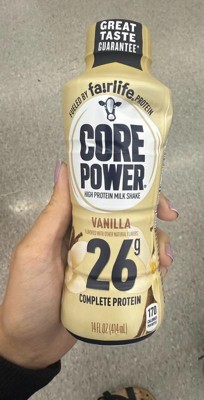 GREAT
TASTE
GUARANTEE*
FUELED BY fairlife. PROTEIN
CORE
POWER®
HIGH PROTEIN MILK SHAKE
VANILLA
26g
COMPLETE PROTEIN
14 FL OZ (414 mL)
170